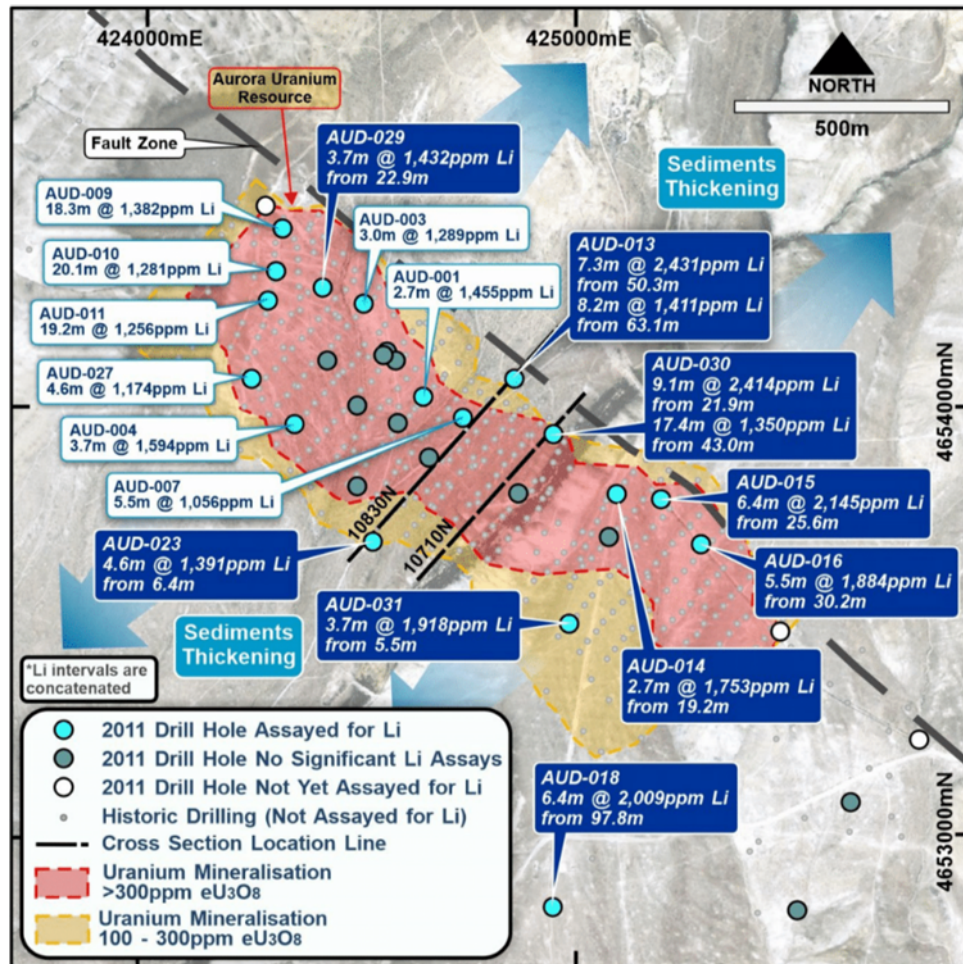 424000mE
425000mE
Aurora Uranium
Resource
Fault Zone
NORTH
500m
AUD-029
3.7m @ 1,432ppm Li
from 22.9m
Sediments
Thickening
AUD-009
18.3m @ 1,382ppm Li
AUD-003
3.0m @ 1,289ppm Li
AUD-013
7.3m @ 2,431ppm Li
from 50.3m
8.2m @ 1,411ppm Li
from 63.1m
AUD-010
20.1m @ 1,281ppm Li
AUD-001
2.7m @ 1,455ppm Li
AUD-011
19.2m @ 1,256ppm Li
AUD-030
9.1m @ 2,414ppm Li
from 21.9m
17.4m @ 1,350ppm Li
from 43.0m
AUD-027
4.6m @ 1,174ppm Li
4654000mN
AUD-004
3.7m @ 1,594ppm Li
AUD-007
5.5m @ 1,056ppm Li
10830N
10710N
AUD-015
6.4m @ 2,145ppm Li
from 25.6m
AUD-023
4.6m @ 1,391ppm Li
from 6.4m
AUD-016
5.5m @ 1,884ppm Li
from 30.2m
AUD-031
3.7m @ 1,918ppm Li
from 5.5m
Sediments
Thickening
AUD-014
2.7m @ 1,753ppm Li
from 19.2m
*Li intervals are
concatenated
AUD-018
6.4m @ 2,009ppm Li
from 97.8m
4653000mN
2011 Drill Hole Assayed for Li
2011 Drill Hole No Significant Li Assays
2011 Drill Hole Not Yet Assayed for Li
Historic Drilling (Not Assayed for Li)
Cross Section Location Line
Uranium Mineralisation
>300ppm eU3O8
Uranium Mineralisation
100 - 300ppm eU3O8